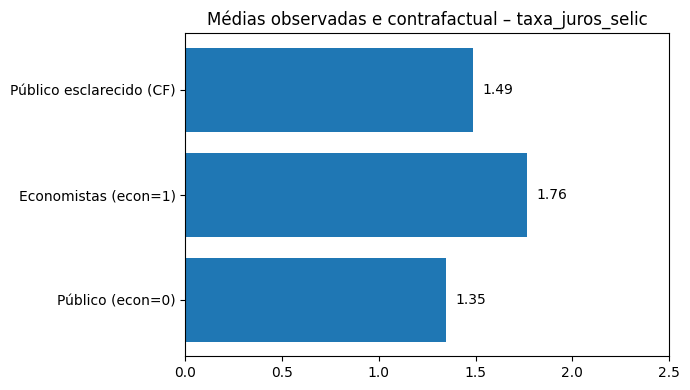 Médias observadas e contrafactual – taxa_juros_selic
Público esclarecido (CF)
1.49
Economistas (econ=1)
1.76
Público (econ=0)
1.35
0.0 0.5 1.0 1.5 2.0 2.5